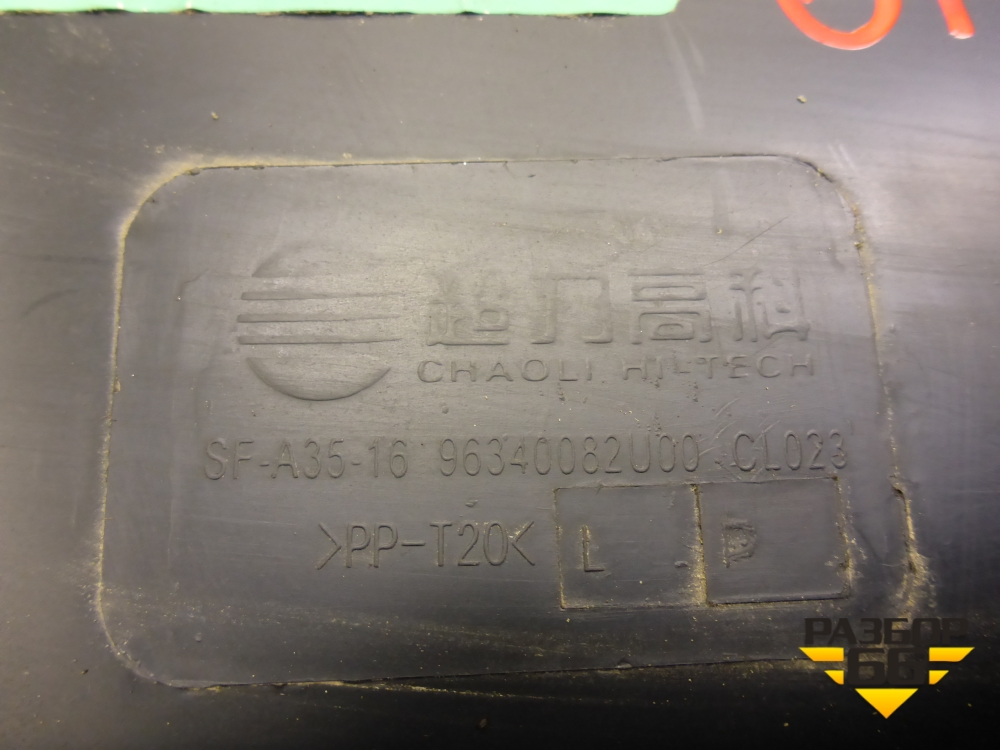 超力高科
CHAOLI HI-TECH
SF-A35-16 96340082U00 CL023
>PP-T20<
L P
РАЗБОР
66